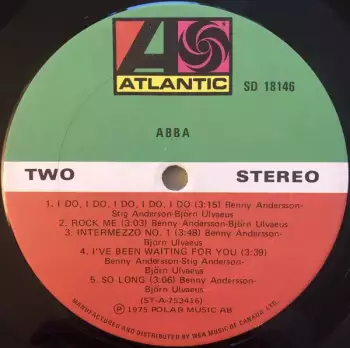 ATLANTIC
SD 18146
ABBA
TWO STEREO
1. I DO, I DO, I DO, I DO, I DO (3:15) Benny Andersson-
Stig Anderson-Björn Ulvaeus
2. ROCK ME (3:03) Benny Andersson-Björn Ulvaeus
3. INTERMEZZO NO. 1 (3:48) Benny Andersson-
Björn Ulvaeus
4. I'VE BEEN WAITING FOR YOU (3:39)
Benny Andersson-Stig Anderson-
Björn Ulvaeus
5. SO LONG (3:06) Benny Andersson-
Björn Ulvaeus
(ST-A-753416)
℗ 1975 POLAR MUSIC AB
MANUFACTURED AND DISTRIBUTED BY WEA MUSIC OF CANADA, LTD.